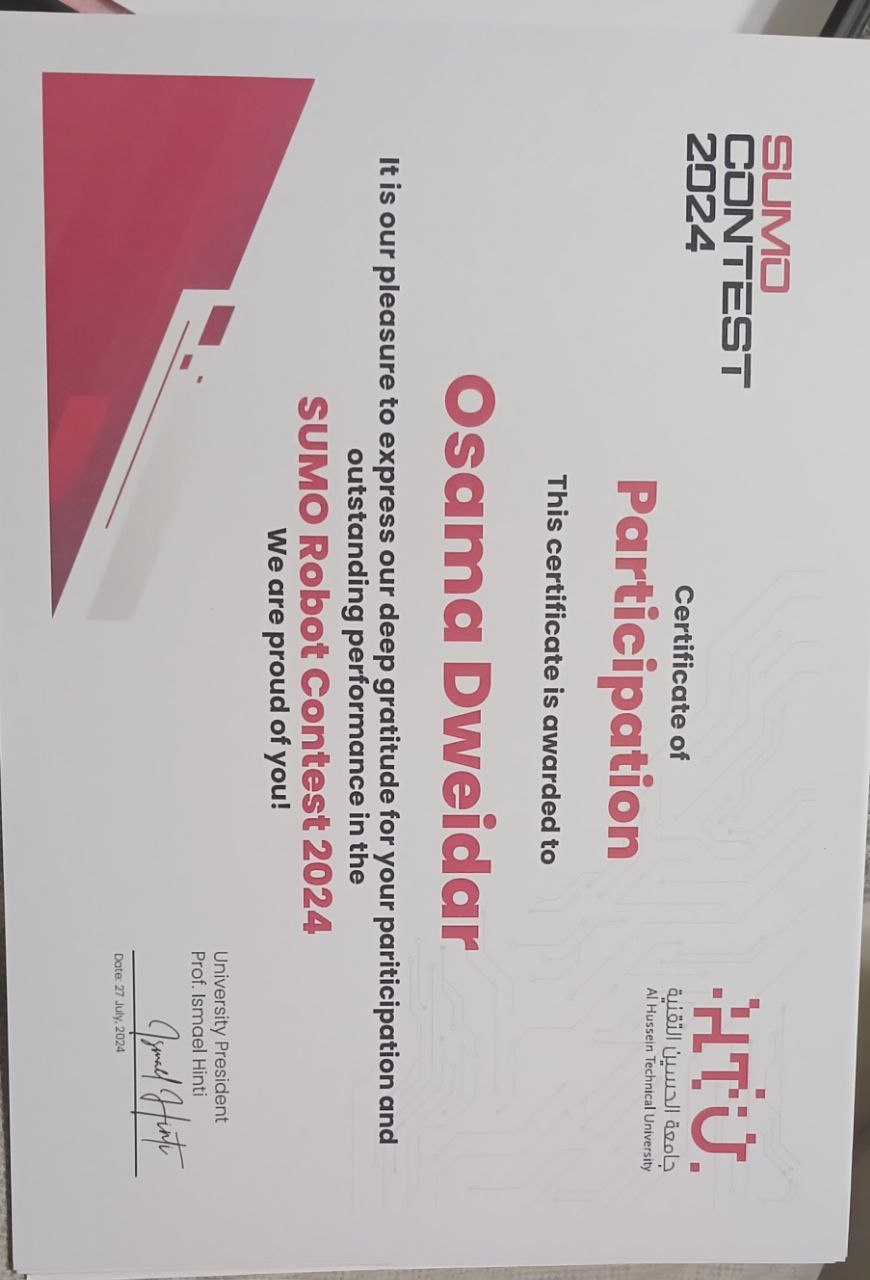 SUMO
CONTEST
2024
HTU
جامعة الحسين التقنية
Al Hussein Technical University
Certificate of
Participation
This certificate is awarded to
Osama Dweidar
It is our pleasure to express our deep gratitude for your pariticipation and
outstanding performance in the
SUMO Robot Contest 2024
We are proud of you!
University President
Prof. Ismael Hinti
Ismael Hinti
Date: 27 July, 2024